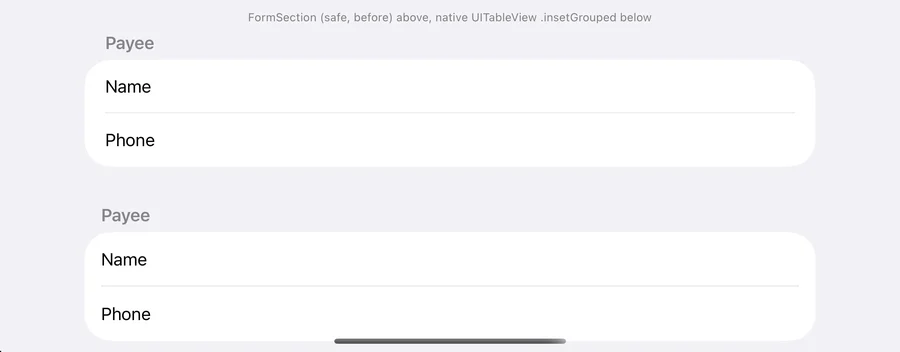 FormSection (safe, before) above, native UITableView .insetGrouped below
Payee
Name
Phone
Payee
Name
Phone